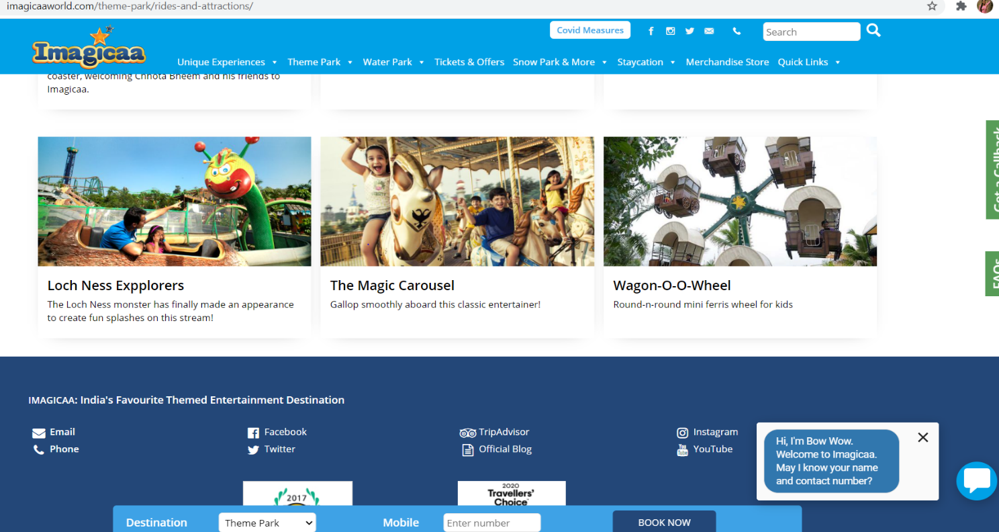 imagicaaworld.com/theme-park/rides-and-attractions/
Covid Measures
Search
Imagicaa
Unique Experiences Theme Park Water Park Tickets & Offers Snow Park & More Staycation Merchandise Store Quick Links
coaster, welcoming Chhota Bheem and his friends to
Imagicaa.
Get a Callback
FAQs
Loch Ness Expplorers
The Loch Ness monster has finally made an appearance
to create fun splashes on this stream!
The Magic Carousel
Gallop smoothly aboard this classic entertainer!
Wagon-O-O-Wheel
Round-n-round mini ferris wheel for kids
IMAGICAA: India's Favourite Themed Entertainment Destination
Email
Phone
Facebook
Twitter
TripAdvisor
Official Blog
Instagram
YouTube
Hi, I'm Bow Wow.
Welcome to Imagicaa.
May I know your name
and contact number?
2017
2020
Travellers'
Choice
Destination Theme Park Mobile Enter number BOOK NOW